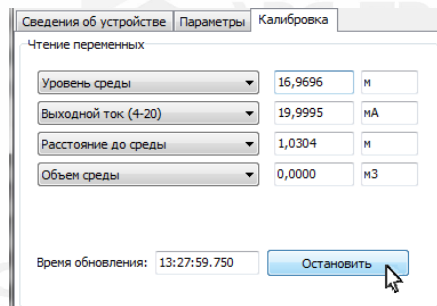 Сведения об устройстве Параметры Калибровка
Чтение переменных
Уровень среды 16,9696 м
Выходной ток (4-20) 19,9995 мА
Расстояние до среды 1,0304 м
Объем среды 0,0000 м3
Время обновления: 13:27:59.750 Остановить